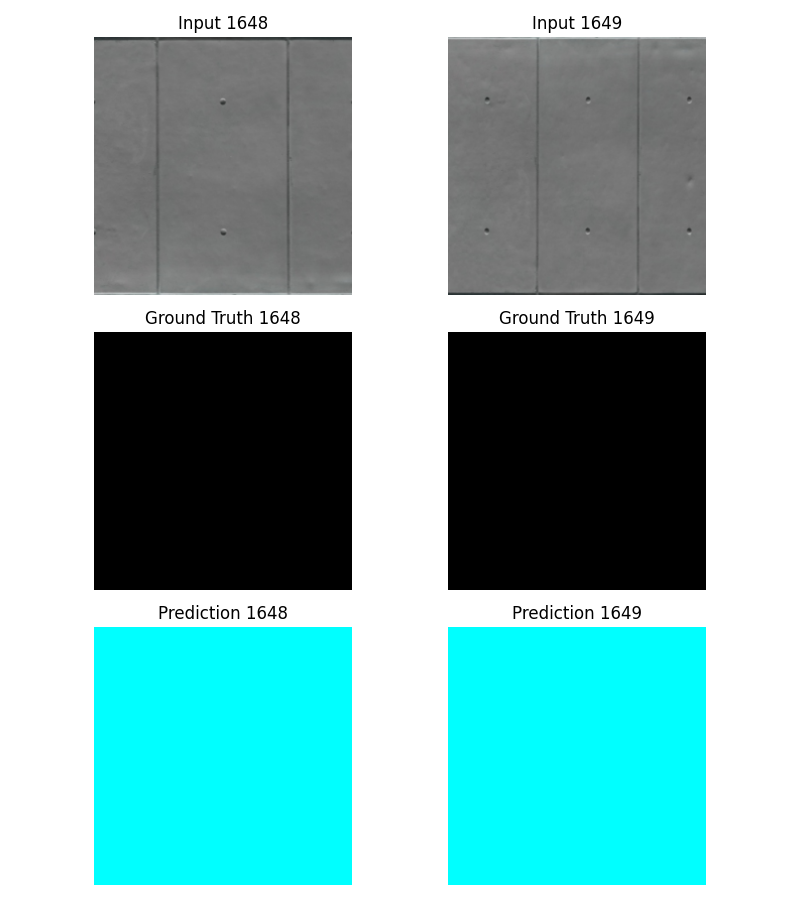 Input 1648
Input 1649
Ground Truth 1648
Ground Truth 1649
Prediction 1648
Prediction 1649